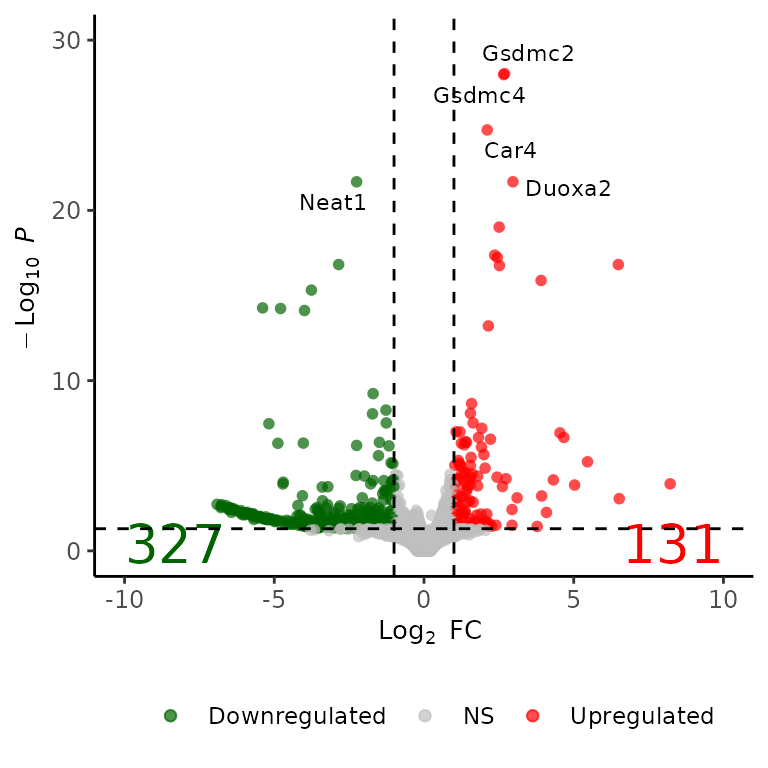 30
20
10
0
− Log10 P
Gsdmc2
Gsdmc4
Car4
Neat1
Duoxa2
327
131
-10 -5 0 5 10
Log2 FC
Downregulated NS Upregulated